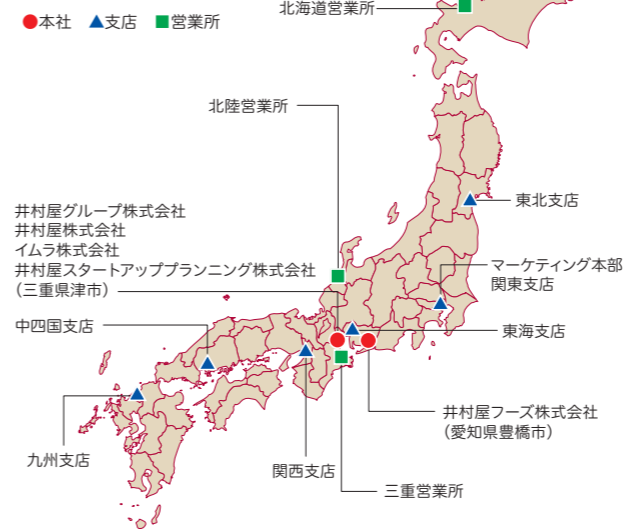 ●本社 ▲支店 ■営業所
北海道営業所
北陸営業所
東北支店
井村屋グループ株式会社
井村屋株式会社
イムラ株式会社
井村屋スタートアッププランニング株式会社
（三重県津市）
マーケティング本部
関東支店
中四国支店
東海支店
井村屋フーズ株式会社
（愛知県豊橋市）
九州支店
関西支店
三重営業所